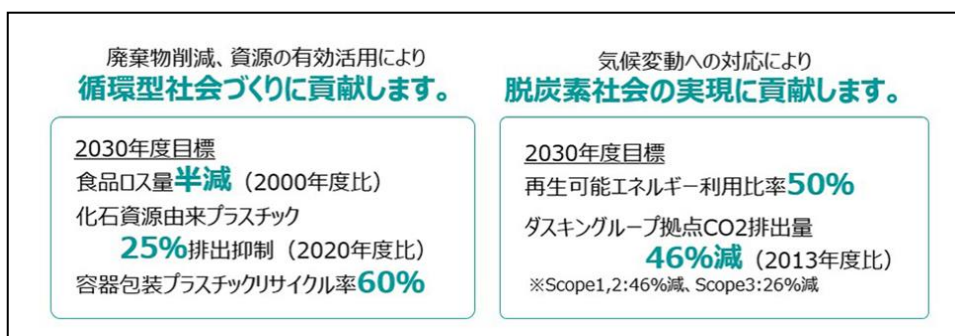 廃棄物削減、資源の有効活用により
循環型社会づくりに貢献します。
2030年度目標
食品ロス量半減（2000年度比）
化石資源由来プラスチック
25%排出抑制（2020年度比）
容器包装プラスチックリサイクル率60%
気候変動への対応により
脱炭素社会の実現に貢献します。
2030年度目標
再生可能エネルギー利用比率50%
ダスキングループ拠点CO2排出量
46%減（2013年度比）
※Scope1,2:46%減、Scope3:26%減